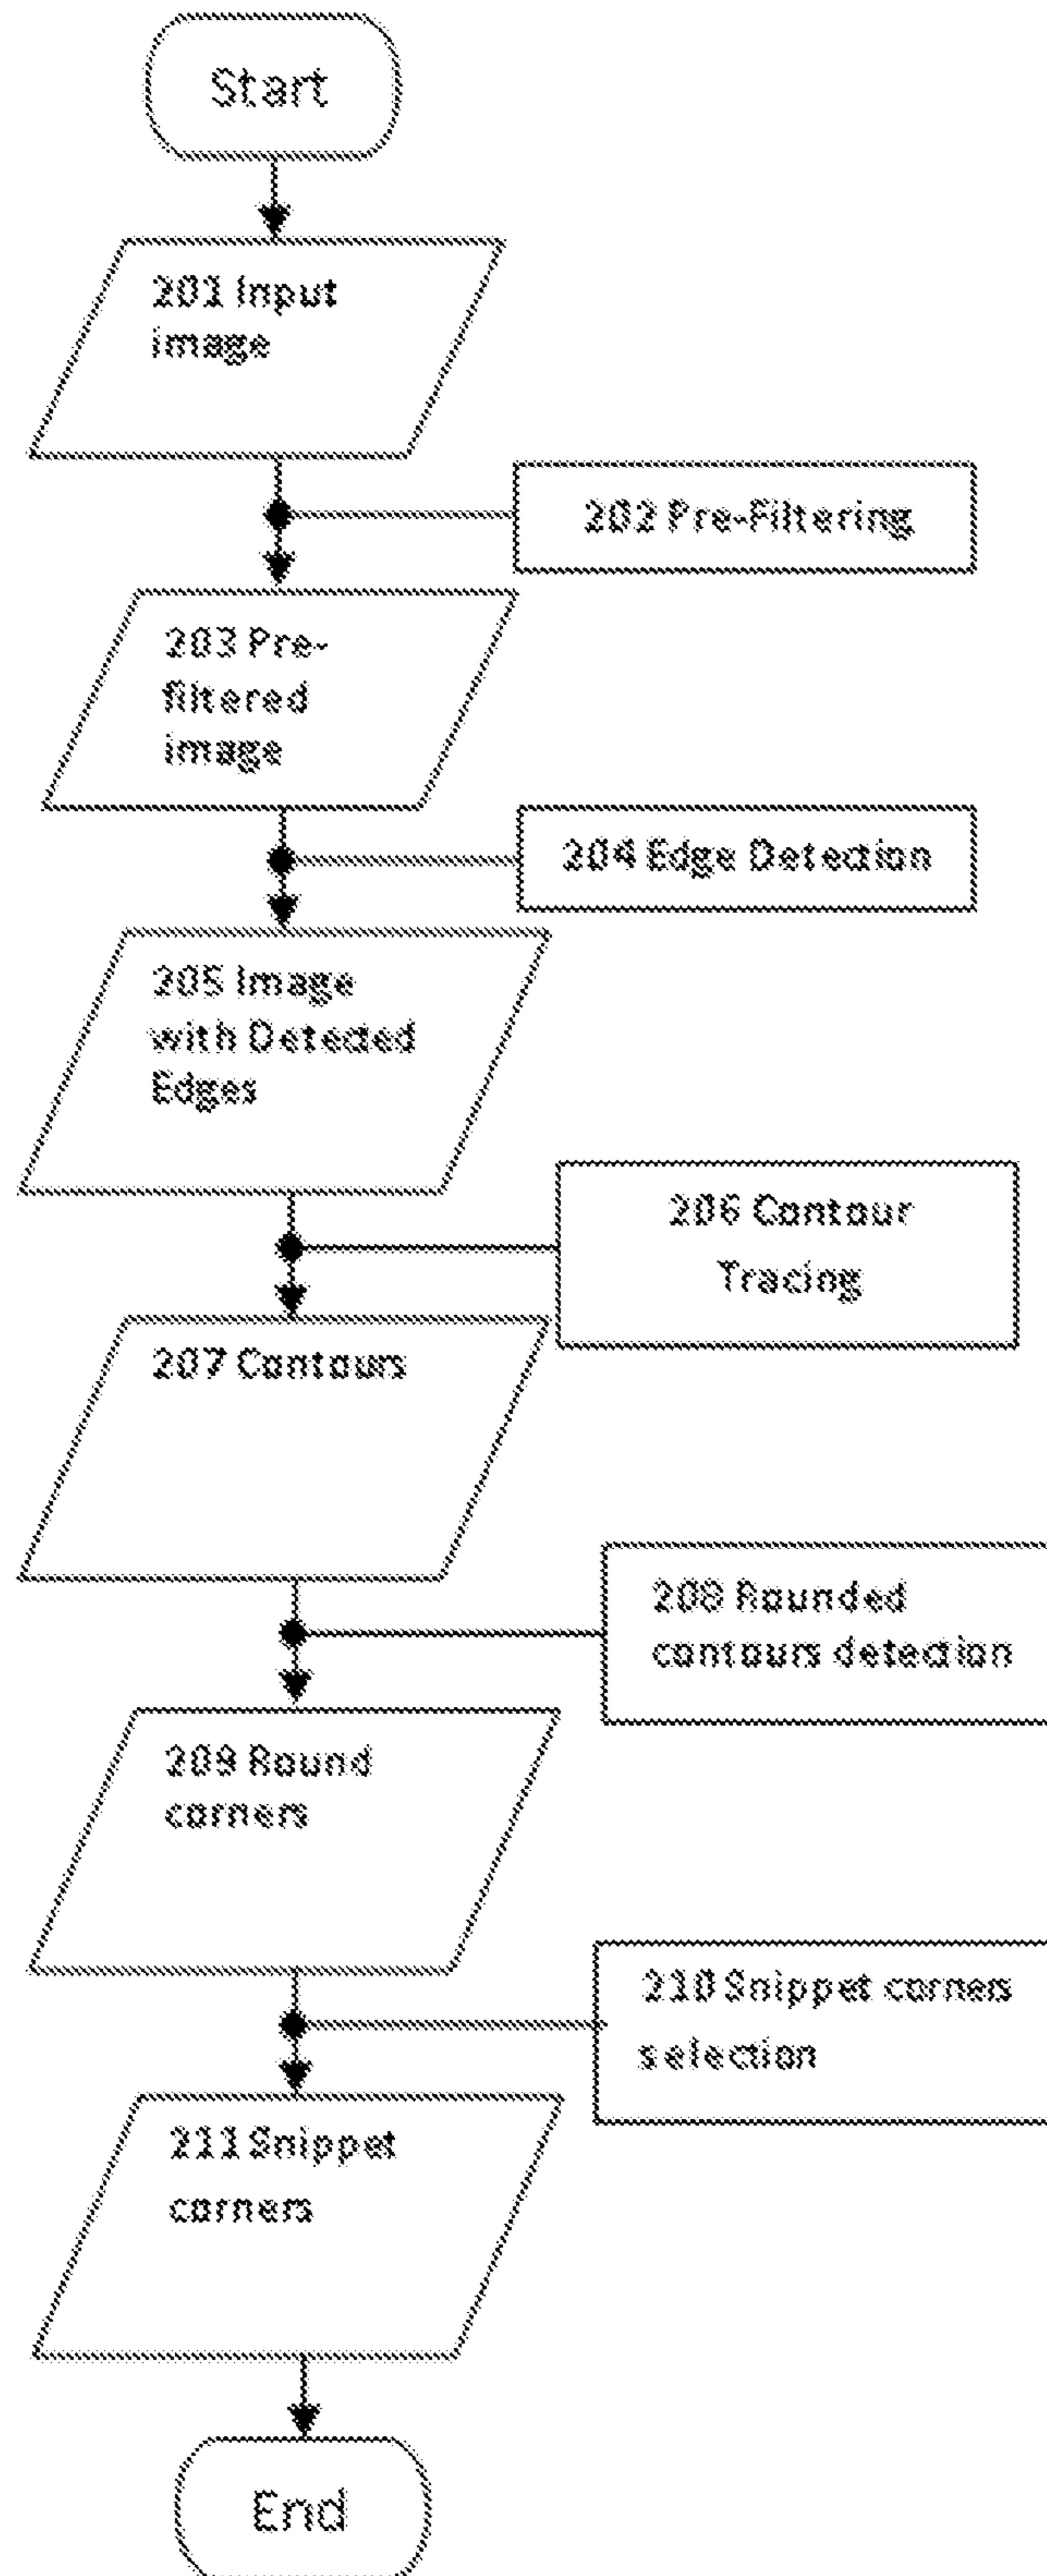 Start
201 Input
image
202 Pre-Filtering
203 Pre-
filtered
image
204 Edge Detection
205 Image
with Detected
Edges
206 Contour
Tracing
207 Contours
208 Rounded
contours detection
209 Round
corners
210 Snippet corners
selection
211 Snippet
corners
End